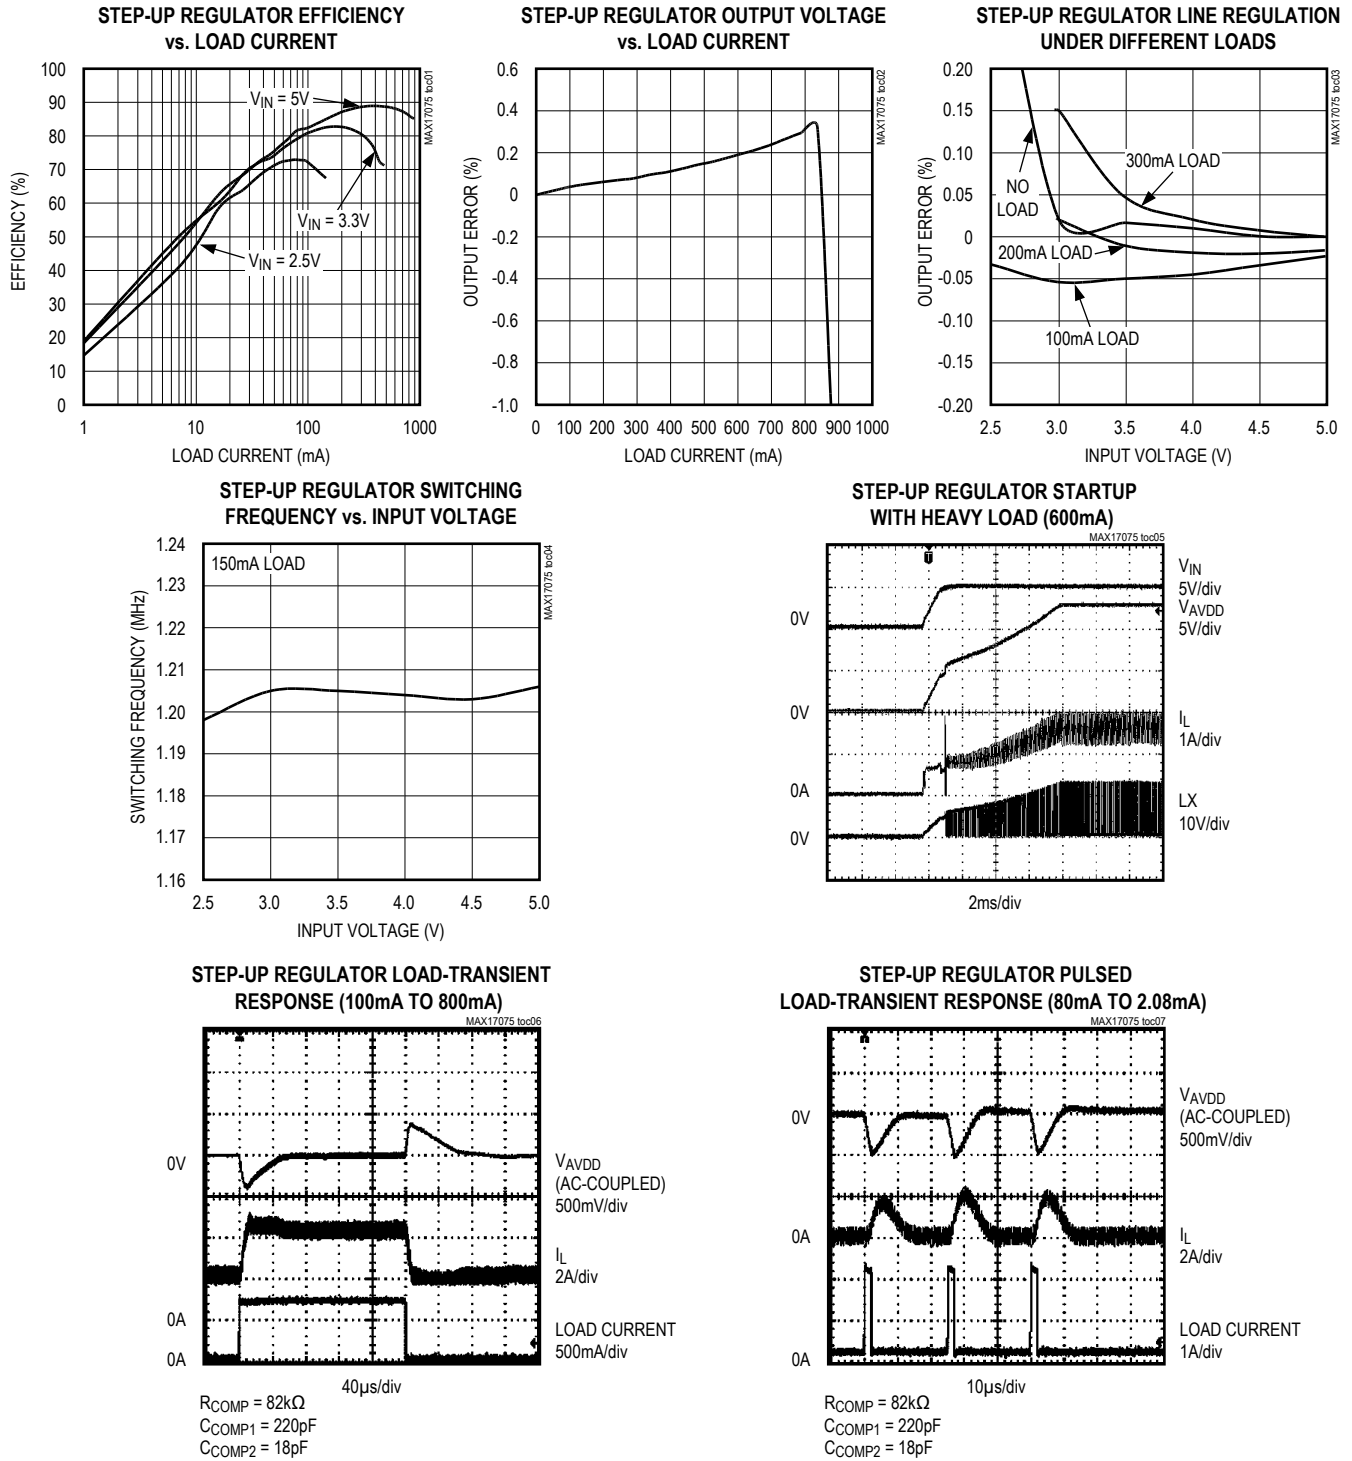 STEP-UP REGULATOR EFFICIENCY
vs. LOAD CURRENT
MAX17075 toc01
EFFICIENCY (%)
100
90
80
70
60
50
40
30
20
10
0
VIN = 5V
VIN = 3.3V
VIN = 2.5V
1 10 100 1000
LOAD CURRENT (mA)
STEP-UP REGULATOR OUTPUT VOLTAGE
vs. LOAD CURRENT
MAX17075 toc02
OUTPUT ERROR (%)
0.6
0.4
0.2
0
-0.2
-0.4
-0.6
-0.8
-1.0
0 100 200 300 400 500 600 700 800 900 1000
LOAD CURRENT (mA)
STEP-UP REGULATOR LINE REGULATION
UNDER DIFFERENT LOADS
MAX17075 toc03
OUTPUT ERROR (%)
0.20
0.15
0.10
0.05
0
-0.05
-0.10
-0.15
-0.20
300mA LOAD
NO
LOAD
200mA LOAD
100mA LOAD
2.5 3.0 3.5 4.0 4.5 5.0
INPUT VOLTAGE (V)
STEP-UP REGULATOR SWITCHING
FREQUENCY vs. INPUT VOLTAGE
MAX17075 toc04
SWITCHING FREQUENCY (MHz)
1.24
1.23
1.22
1.21
1.20
1.19
1.18
1.17
1.16
150mA LOAD
2.5 3.0 3.5 4.0 4.5 5.0
INPUT VOLTAGE (V)
STEP-UP REGULATOR STARTUP
WITH HEAVY LOAD (600mA)
MAX17075 toc05
0V
0V
0A
0V
VIN
5V/div
VAVDD
5V/div
IL
1A/div
LX
10V/div
2ms/div
STEP-UP REGULATOR LOAD-TRANSIENT
RESPONSE (100mA TO 800mA)
MAX17075 toc06
0V
0A
0A
VAVDD
(AC-COUPLED)
500mV/div
IL
2A/div
LOAD CURRENT
500mA/div
40µs/div
RCOMP = 82kΩ
CCOMP1 = 220pF
CCOMP2 = 18pF
STEP-UP REGULATOR PULSED
LOAD-TRANSIENT RESPONSE (80mA TO 2.08mA)
MAX17075 toc07
0V
0A
0A
VAVDD
(AC-COUPLED)
500mV/div
IL
2A/div
LOAD CURRENT
1A/div
10µs/div
RCOMP = 82kΩ
CCOMP1 = 220pF
CCOMP2 = 18pF